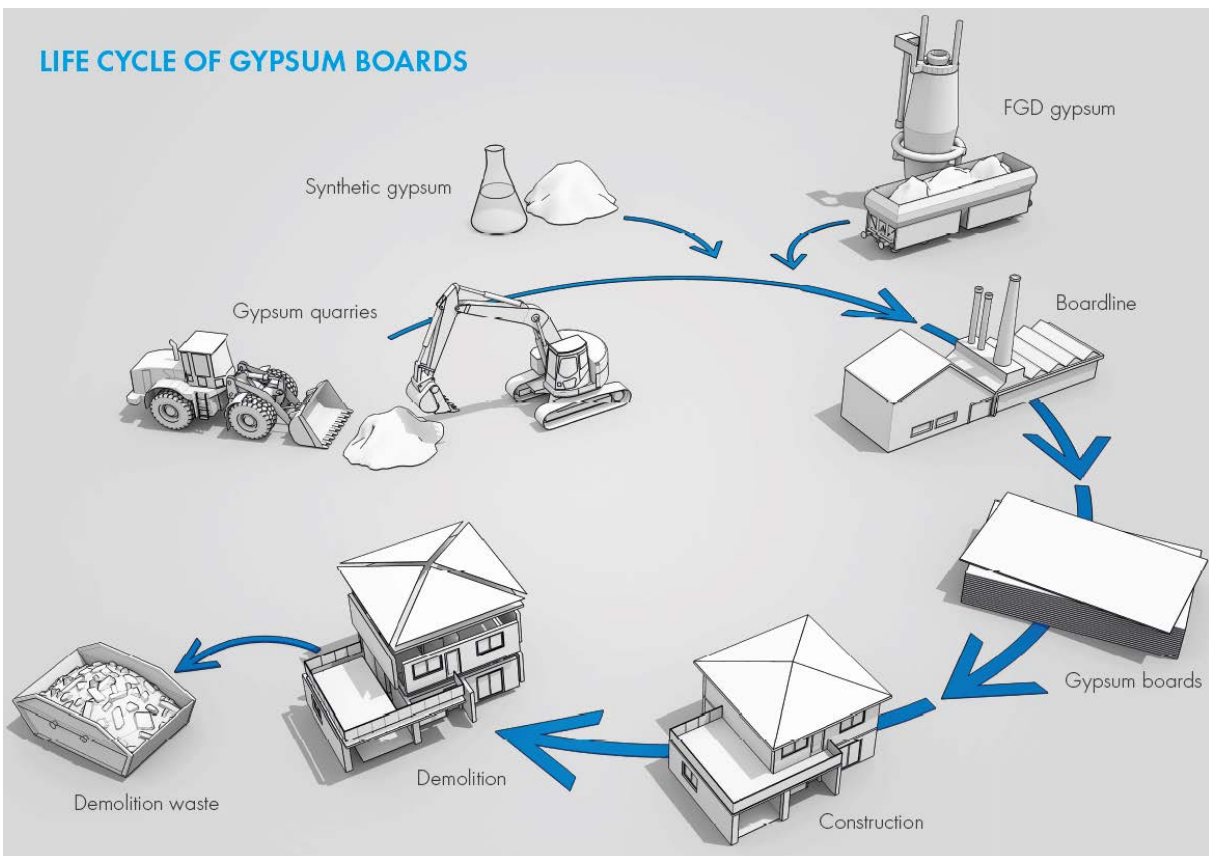 LIFE CYCLE OF GYPSUM BOARDS
FGD gypsum
Synthetic gypsum
Gypsum quarries
Boardline
Gypsum boards
Demolition
Demolition waste
Construction